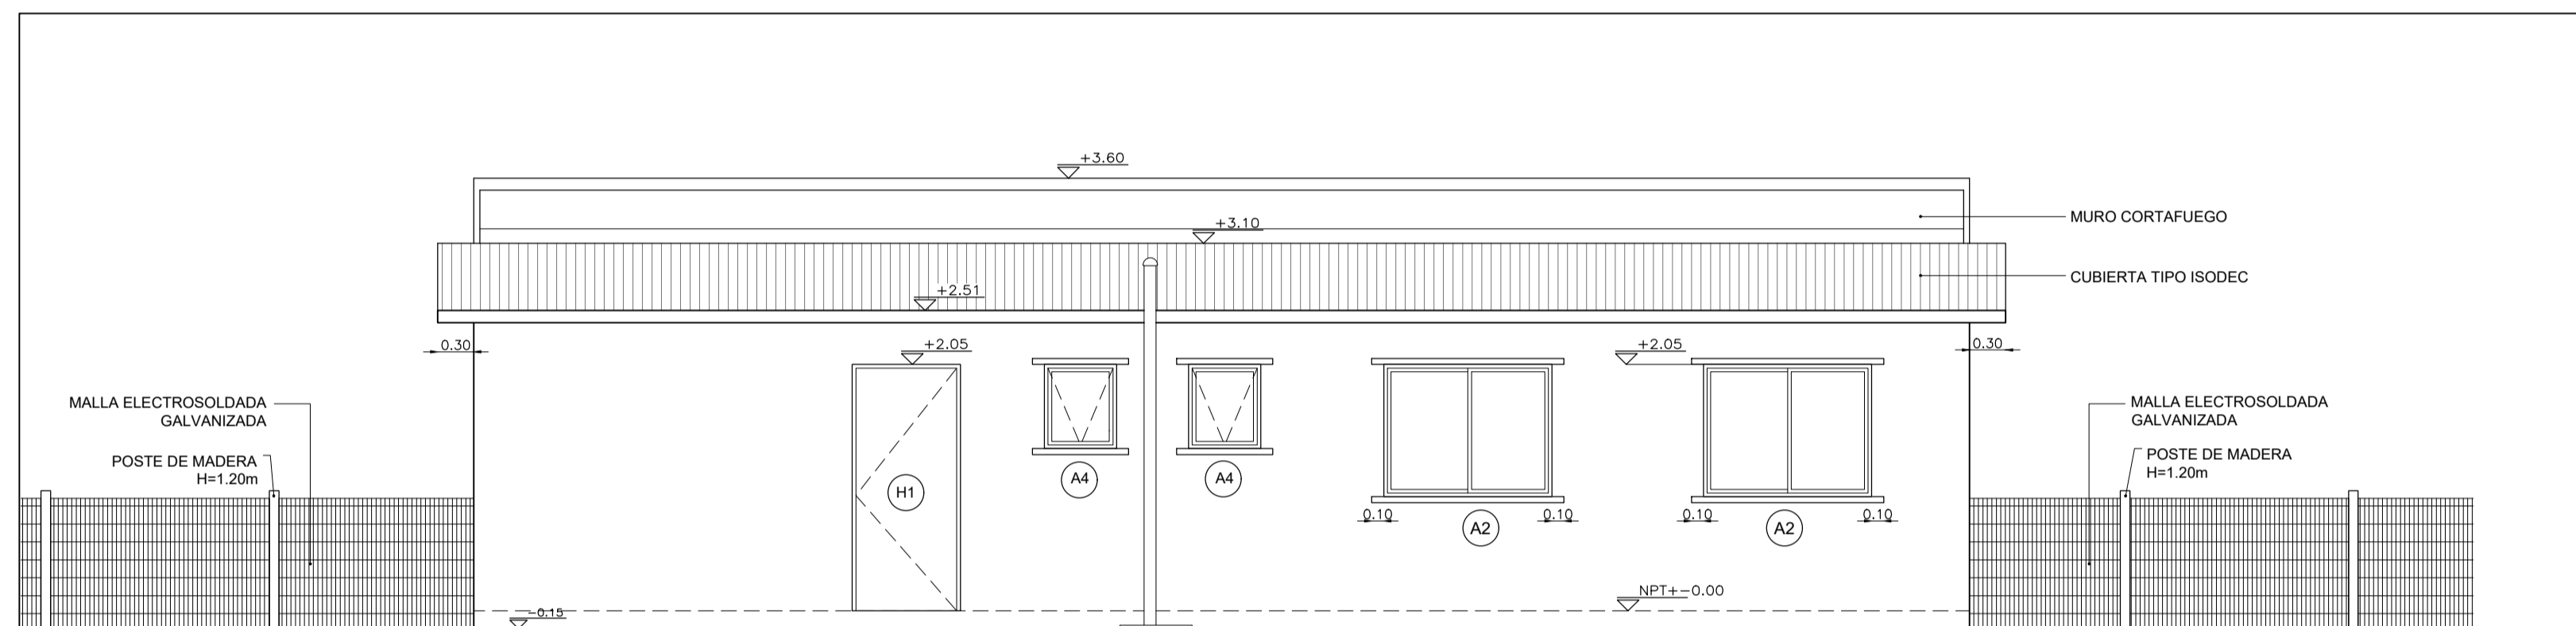 +3.60
MURO CORTAFUEGO
+3.10
CUBIERTA TIPO ISODEC
+2.51
0.30
+2.05
+2.05
0.30
MALLA ELECTROSOLDADA
GALVANIZADA
MALLA ELECTROSOLDADA
GALVANIZADA
POSTE DE MADERA
H=1.20m
POSTE DE MADERA
H=1.20m
H1
A4
A4
0.10
0.10
A2
0.10
0.10
A2
NPT+-0.00
-0.15